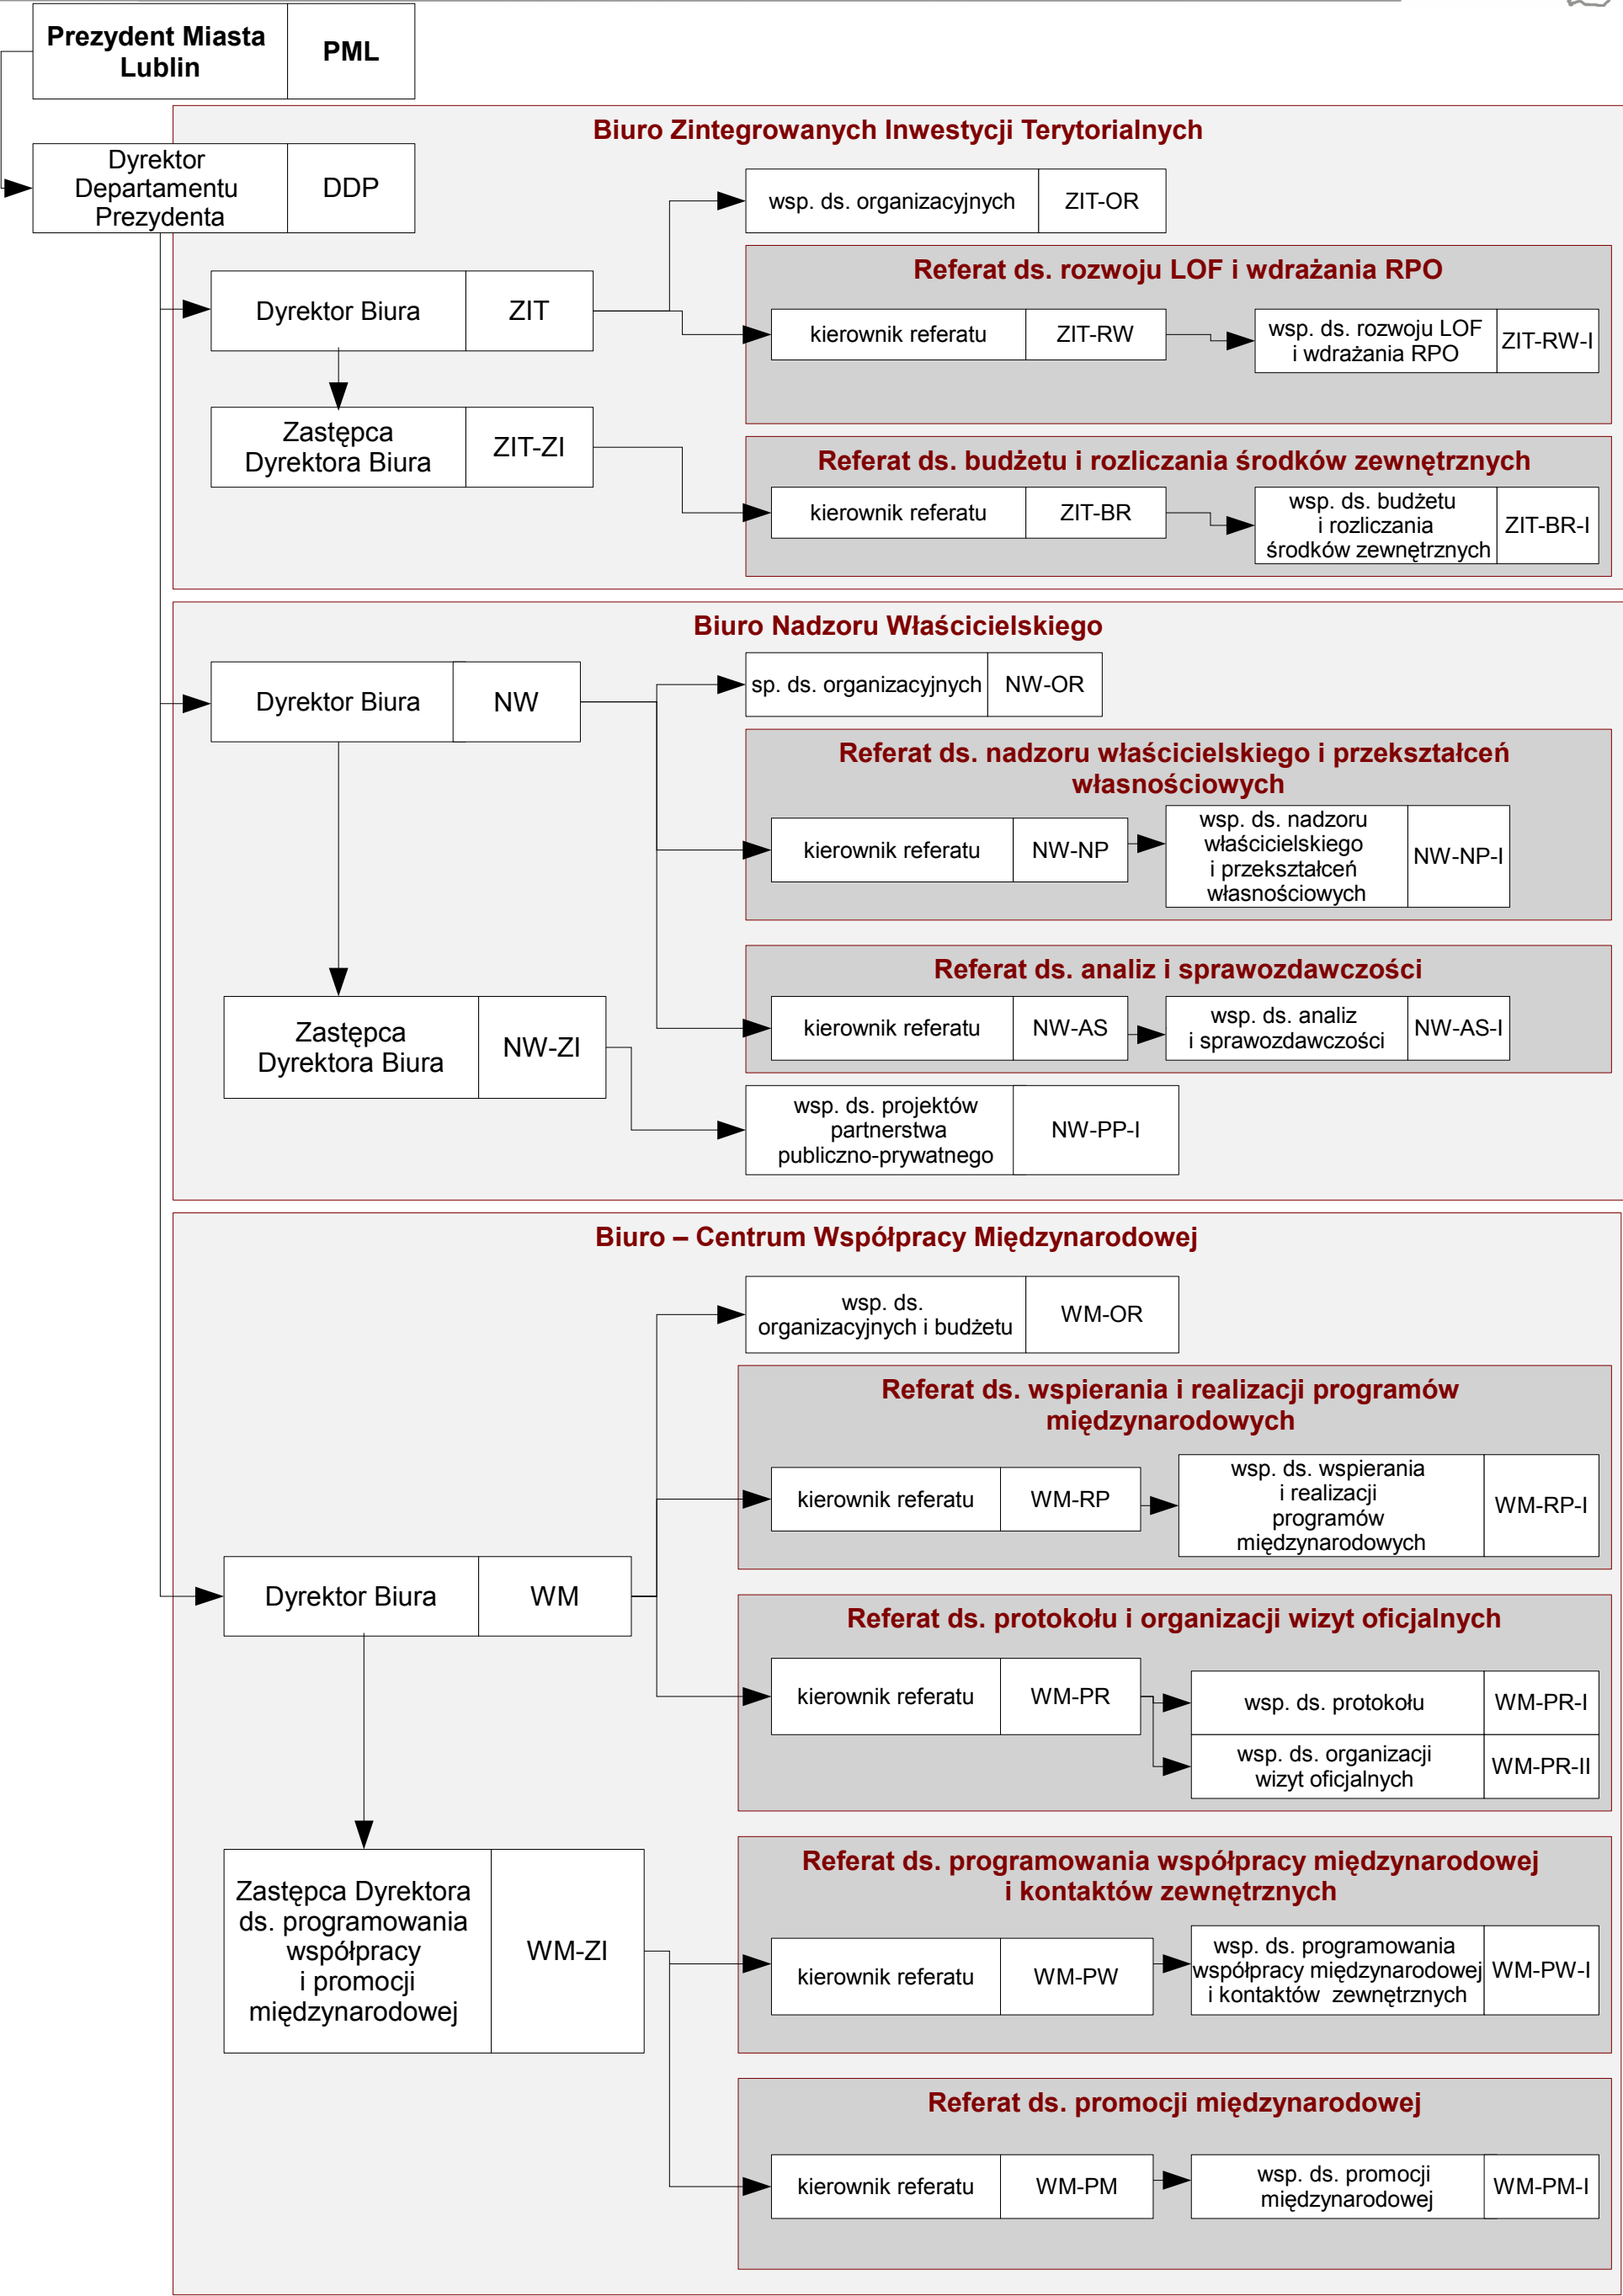 Prezydent Miasta
Lublin
PML
Biuro Zintegrowanych Inwestycji Terytorialnych
Dyrektor
Departamentu
Prezydenta
DDP
wsp. ds. organizacyjnych
ZIT-OR
Referat ds. rozwoju LOF i wdrażania RPO
Dyrektor Biura
ZIT
kierownik referatu
ZIT-RW
wsp. ds. rozwoju LOF
i wdrażania RPO
ZIT-RW-I
Zastępca
Dyrektora Biura
ZIT-ZI
Referat ds. budżetu i rozliczania środków zewnętrznych
kierownik referatu
ZIT-BR
wsp. ds. budżetu
i rozliczania
środków zewnętrznych
ZIT-BR-I
Biuro Nadzoru Właścicielskiego
Dyrektor Biura
NW
sp. ds. organizacyjnych
NW-OR
Referat ds. nadzoru właścicielskiego i przekształceń
własnościowych
kierownik referatu
NW-NP
wsp. ds. nadzoru
właścicielskiego
i przekształceń
własnościowych
NW-NP-I
Referat ds. analiz i sprawozdawczości
Zastępca
Dyrektora Biura
NW-ZI
kierownik referatu
NW-AS
wsp. ds. analiz
i sprawozdawczości
NW-AS-I
wsp. ds. projektów
partnerstwa
publiczno-prywatnego
NW-PP-I
Biuro – Centrum Współpracy Międzynarodowej
wsp. ds.
organizacyjnych i budżetu
WM-OR
Referat ds. wspierania i realizacji programów
międzynarodowych
kierownik referatu
WM-RP
wsp. ds. wspierania
i realizacji
programów
międzynarodowych
WM-RP-I
Dyrektor Biura
WM
Referat ds. protokołu i organizacji wizyt oficjalnych
kierownik referatu
WM-PR
wsp. ds. protokołu
WM-PR-I
wsp. ds. organizacji
wizyt oficjalnych
WM-PR-II
Referat ds. programowania współpracy międzynarodowej
i kontaktów zewnętrznych
Zastępca Dyrektora
ds. programowania
współpracy
i promocji
międzynarodowej
WM-ZI
kierownik referatu
WM-PW
wsp. ds. programowania
współpracy międzynarodowej
i kontaktów zewnętrznych
WM-PW-I
Referat ds. promocji międzynarodowej
kierownik referatu
WM-PM
wsp. ds. promocji
międzynarodowej
WM-PM-I